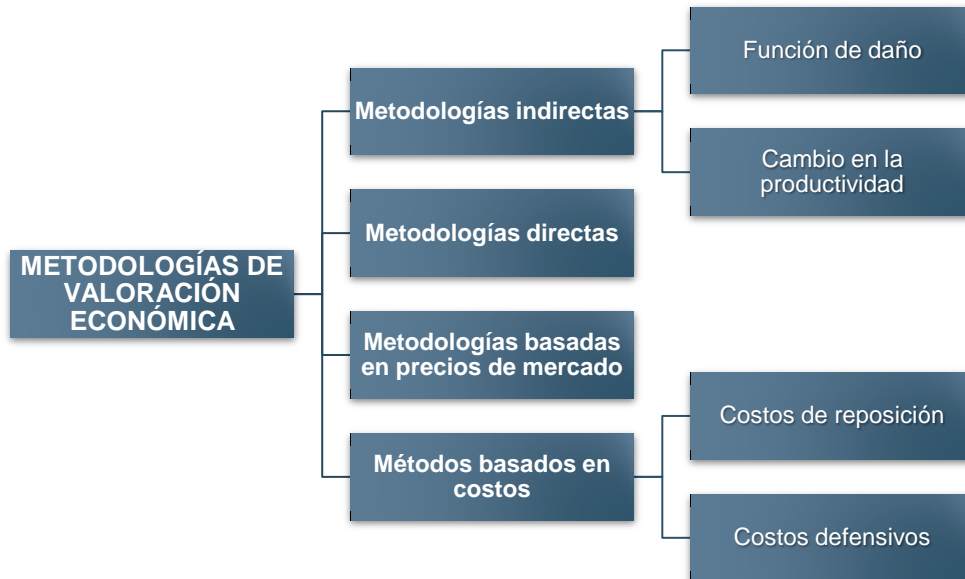 METODOLOGÍAS DE
VALORACIÓN
ECONÓMICA
Metodologías indirectas
Función de daño
Cambio en la
productividad
Metodologías directas
Metodologías basadas
en precios de mercado
Métodos basados en
costos
Costos de reposición
Costos defensivos